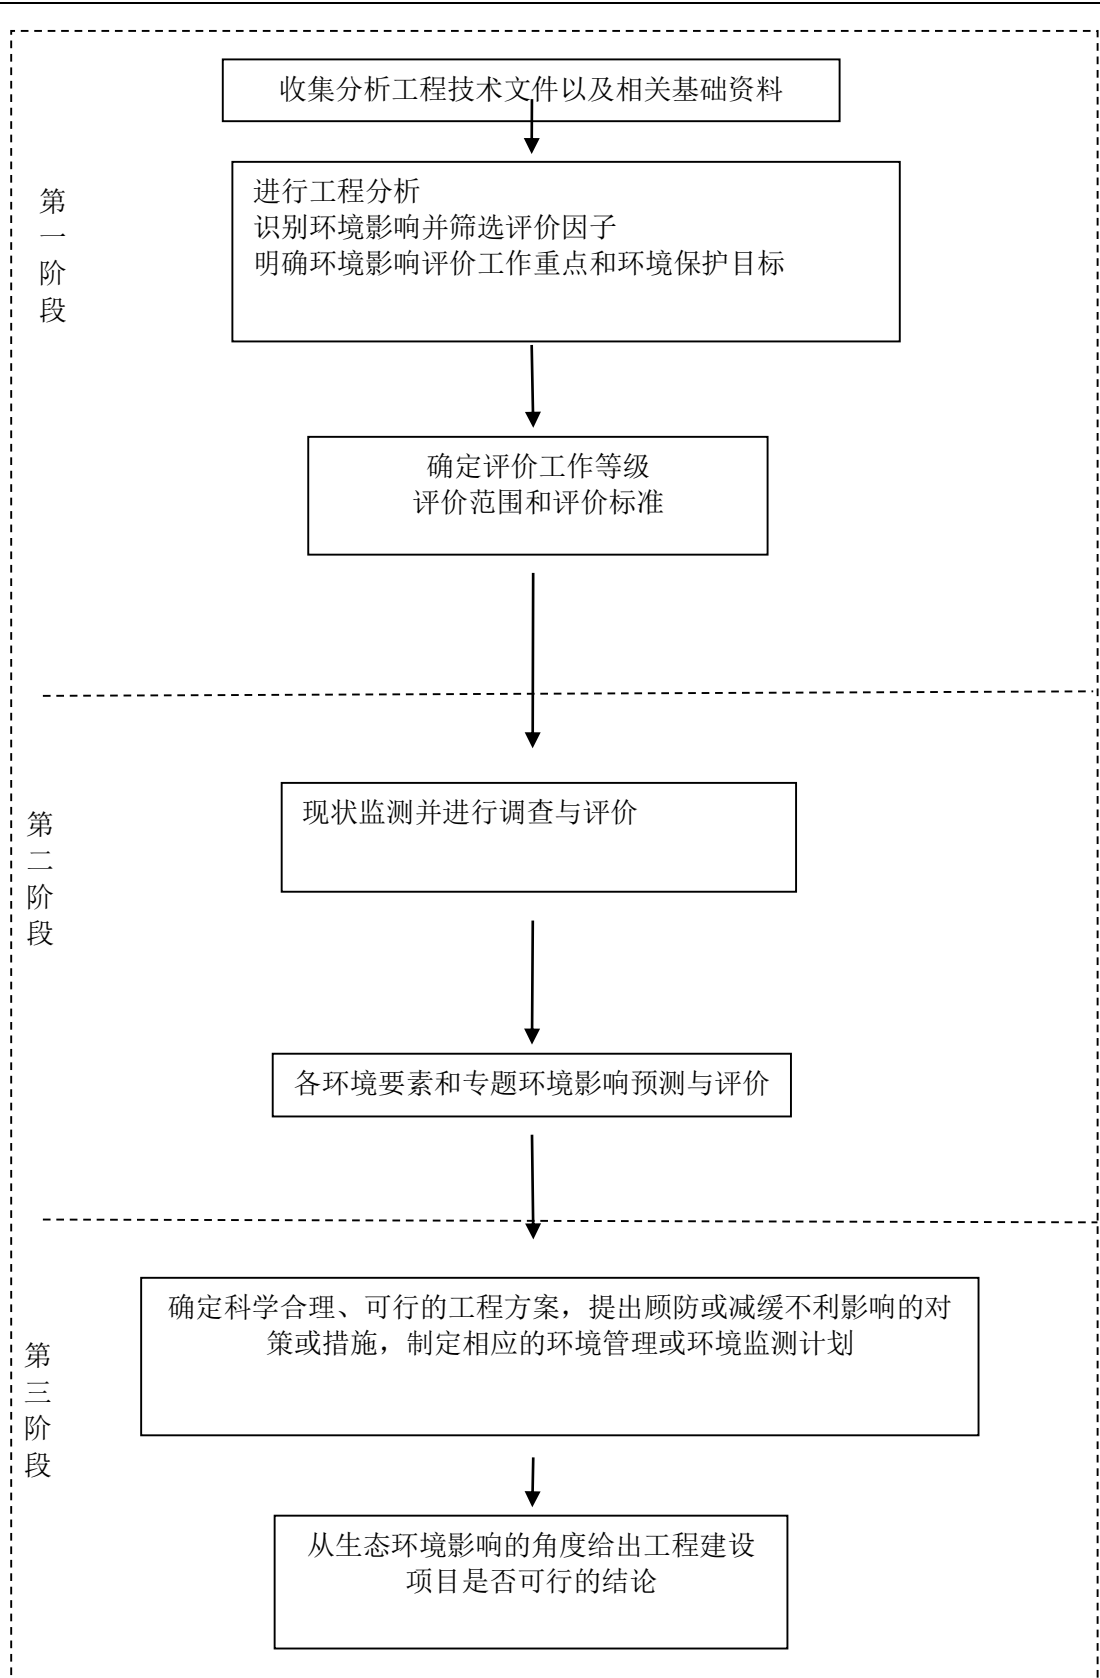 收集分析工程技术文件以及相关基础资料
第一阶段
进行工程分析
识别环境影响并筛选评价因子
明确环境影响评价工作重点和环境保护目标
确定评价工作等级
评价范围和评价标准
第二阶段
现状监测并进行调查与评价
各环境要素和专题环境影响预测与评价
第三阶段
确定科学合理、可行的工程方案，提出顾防或减缓不利影响的对
策或措施，制定相应的环境管理或环境监测计划
从生态环境影响的角度给出工程建设
项目是否可行的结论